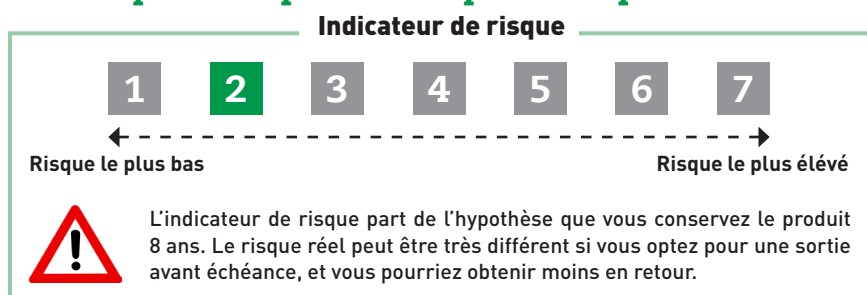 Indicateur de risque
1 2 3 4 5 6 7
Risque le plus bas Risque le plus élévé
L'indicateur de risque part de l'hypothèse que vous conservez le produit
8 ans. Le risque réel peut être très différent si vous optez pour une sortie
avant échéance, et vous pourriez obtenir moins en retour.